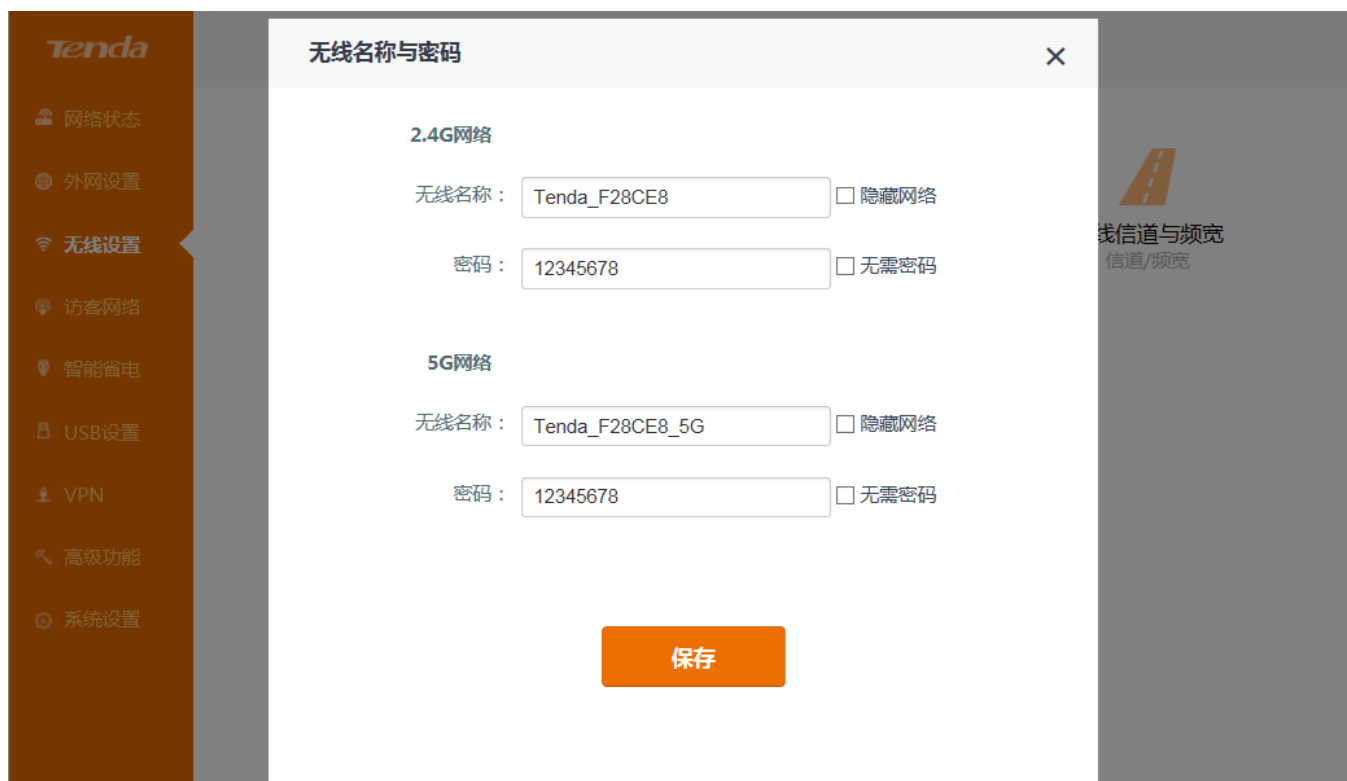 Tenda
网络状态
外网设置
无线设置
访客网络
智能省电
USB设置
VPN
高级功能
系统设置
无线名称与密码
2.4G网络
无线名称：
Tenda_F28CE8
隐藏网络
密码：
12345678
无需密码
5G网络
无线名称：
Tenda_F28CE8_5G
隐藏网络
密码：
12345678
无需密码
保存
线信道与频宽
信道/频宽